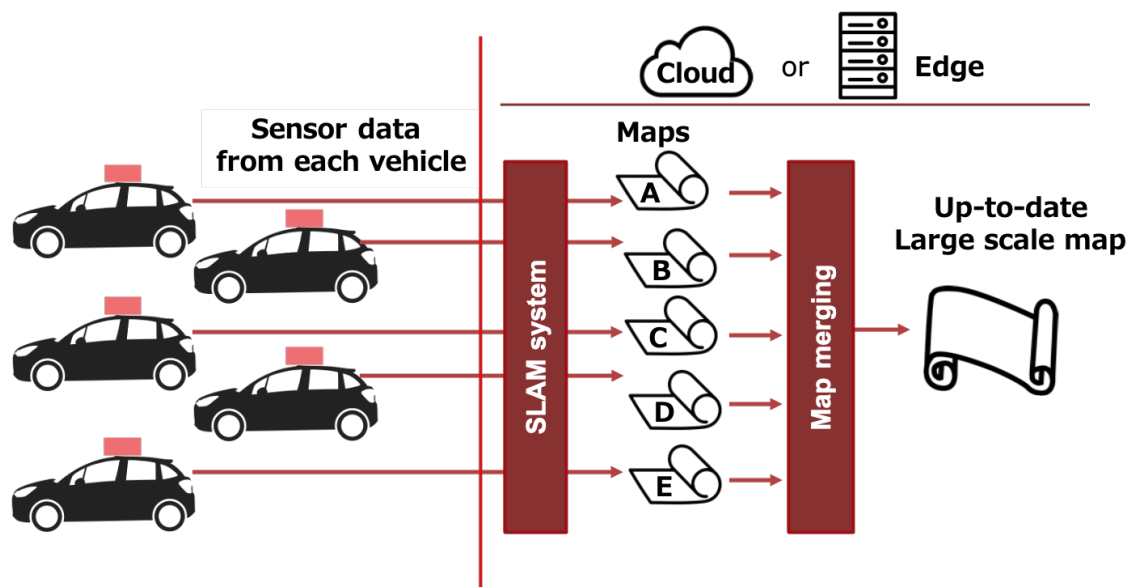 Cloud or Edge
Sensor data
from each vehicle
Maps
A
B
C
D
E
SLAM system
Map merging
Up-to-date
Large scale map